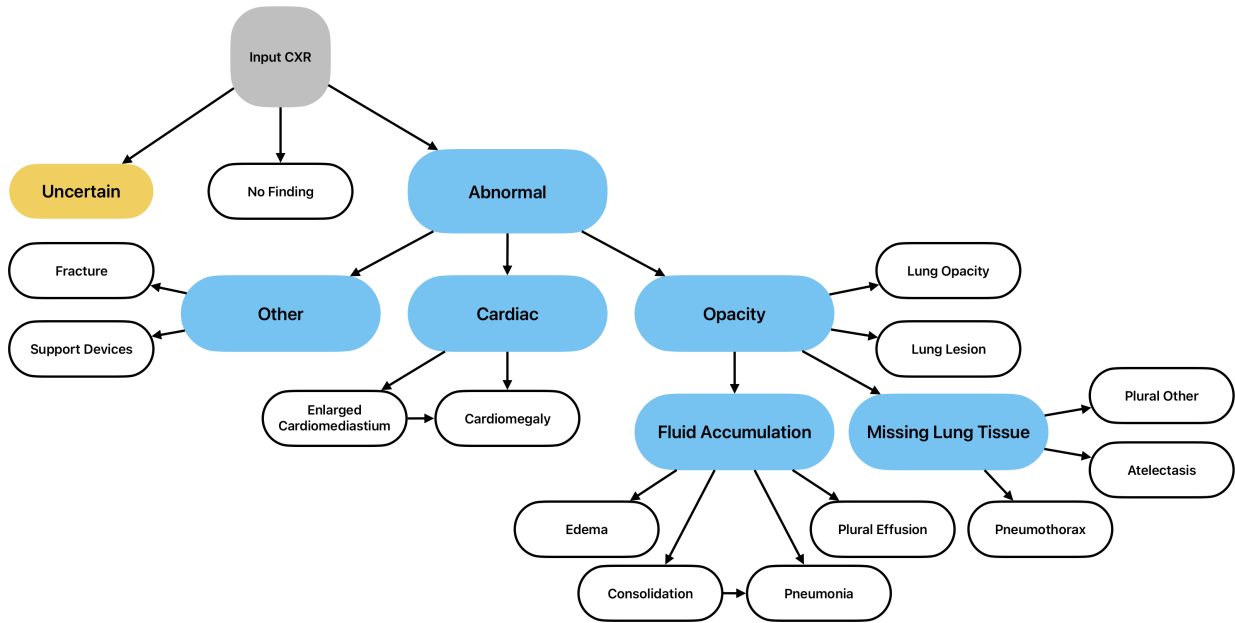 Input CXR
Uncertain
No Finding
Abnormal
Fracture
Support Devices
Other
Cardiac
Opacity
Lung Opacity
Lung Lesion
Enlarged
Cardiomediastium
Cardiomegaly
Fluid Accumulation
Missing Lung Tissue
Plural Other
Atelectasis
Edema
Plural Effusion
Pneumothorax
Consolidation
Pneumonia